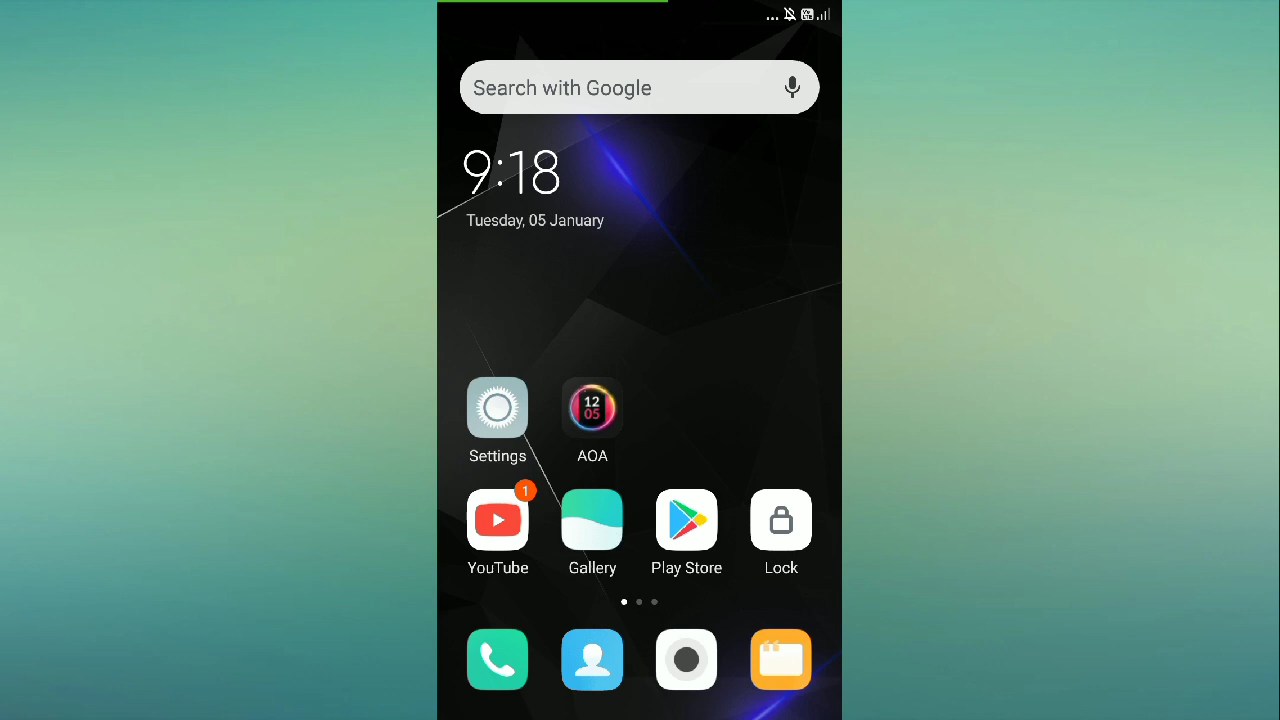 Search with Google
9:18
Tuesday, 05 January
12
05
Settings
AOA
1
YouTube
Gallery
Play Store
Lock